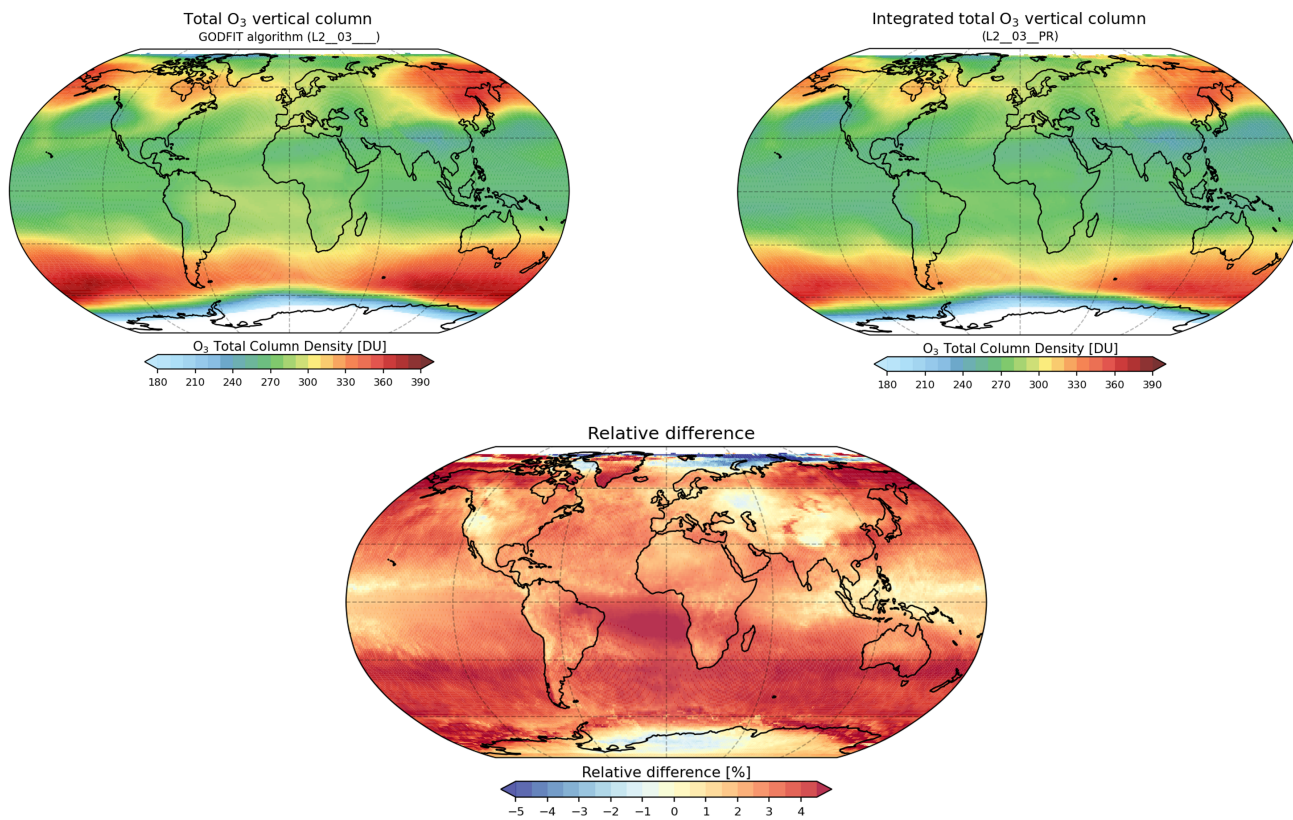 Total O₃ vertical column
GODFIT algorithm (L2__03____)
O₃ Total Column Density [DU]
180 210 240 270 300 330 360 390
Integrated total O₃ vertical column
(L2__03__PR)
O₃ Total Column Density [DU]
180 210 240 270 300 330 360 390
Relative difference
Relative difference [%]
−5 −4 −3 −2 −1 0 1 2 3 4